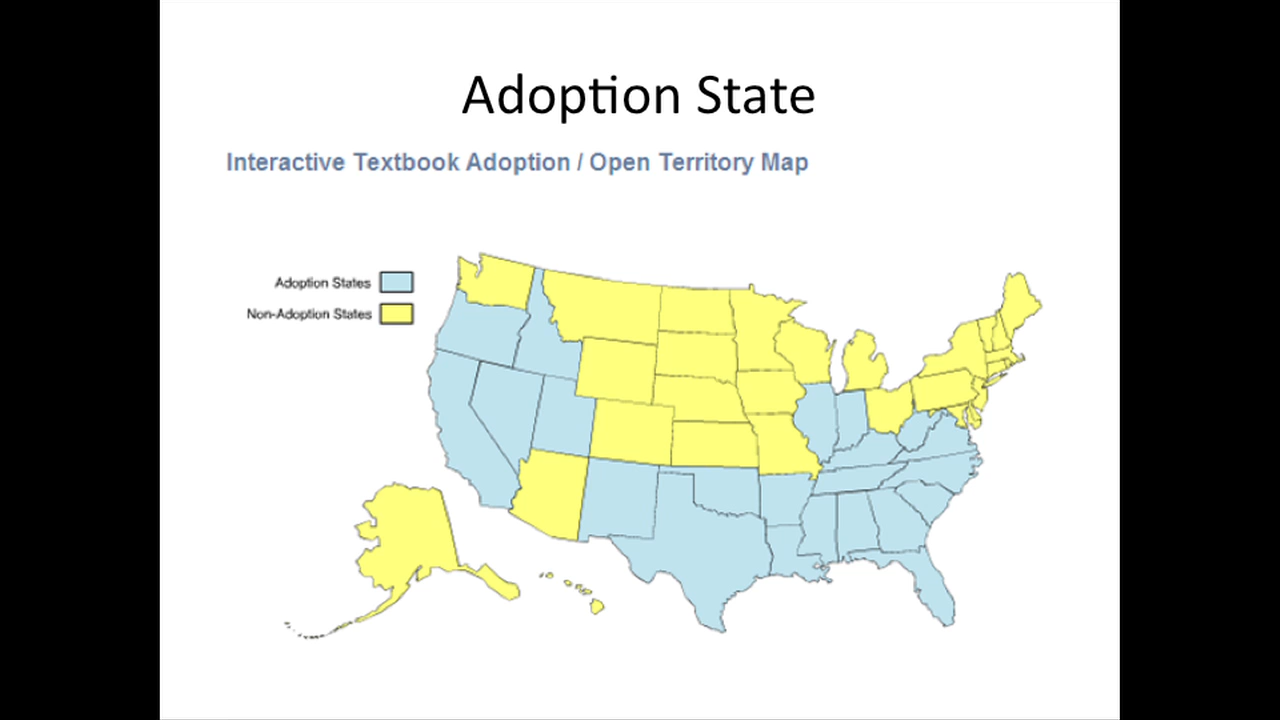 Adoption State
Interactive Textbook Adoption / Open Territory Map
Adoption States
Non-Adoption States